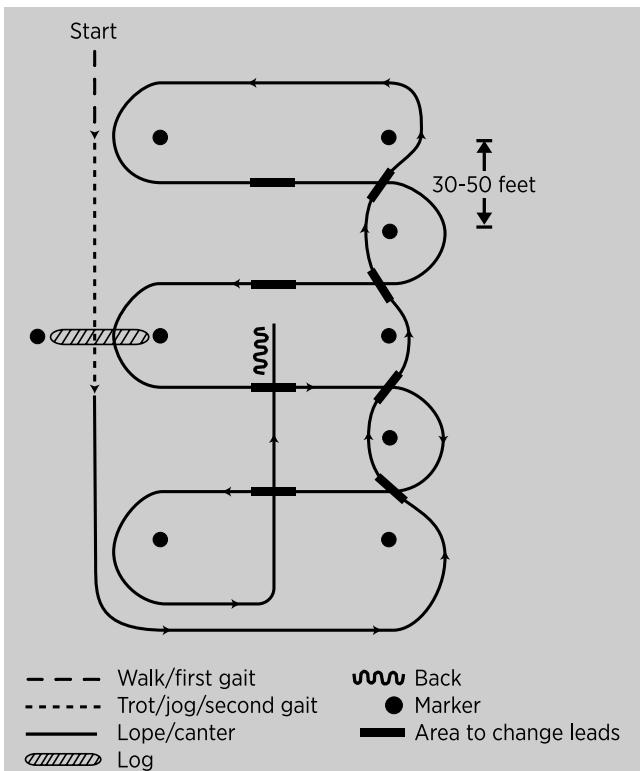 Start
30-50 feet
Walk/first gait
Trot/jog/second gait
Lope/canter
Log
Back
Marker
Area to change leads